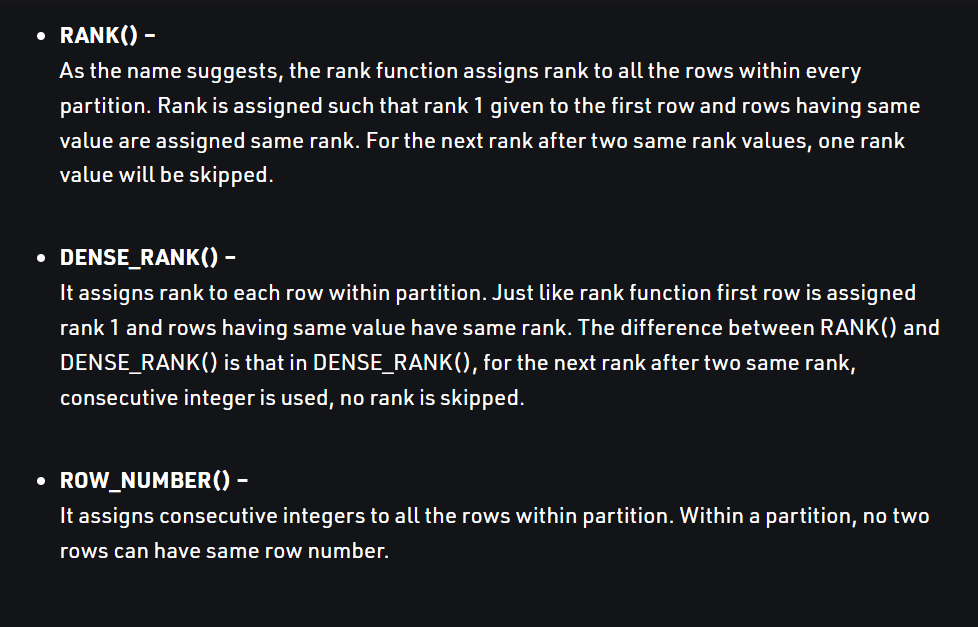 • RANK() –
As the name suggests, the rank function assigns rank to all the rows within every
partition. Rank is assigned such that rank 1 given to the first row and rows having same
value are assigned same rank. For the next rank after two same rank values, one rank
value will be skipped.
• DENSE_RANK() –
It assigns rank to each row within partition. Just like rank function first row is assigned
rank 1 and rows having same value have same rank. The difference between RANK() and
DENSE_RANK() is that in DENSE_RANK(), for the next rank after two same rank,
consecutive integer is used, no rank is skipped.
• ROW_NUMBER() –
It assigns consecutive integers to all the rows within partition. Within a partition, no two
rows can have same row number.